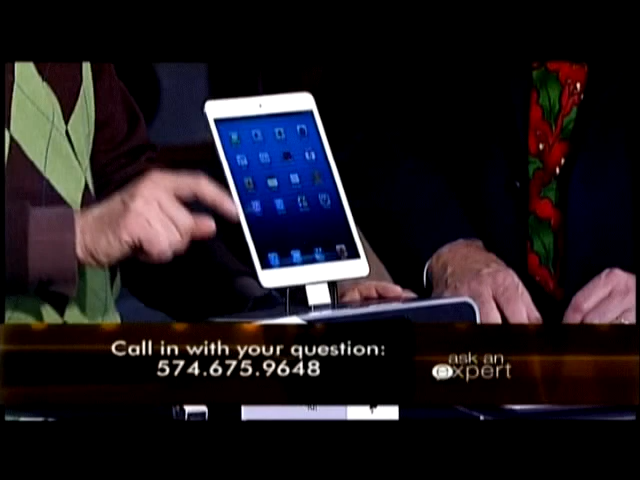 Call in with your question:
574.675.9648
ask an
expert